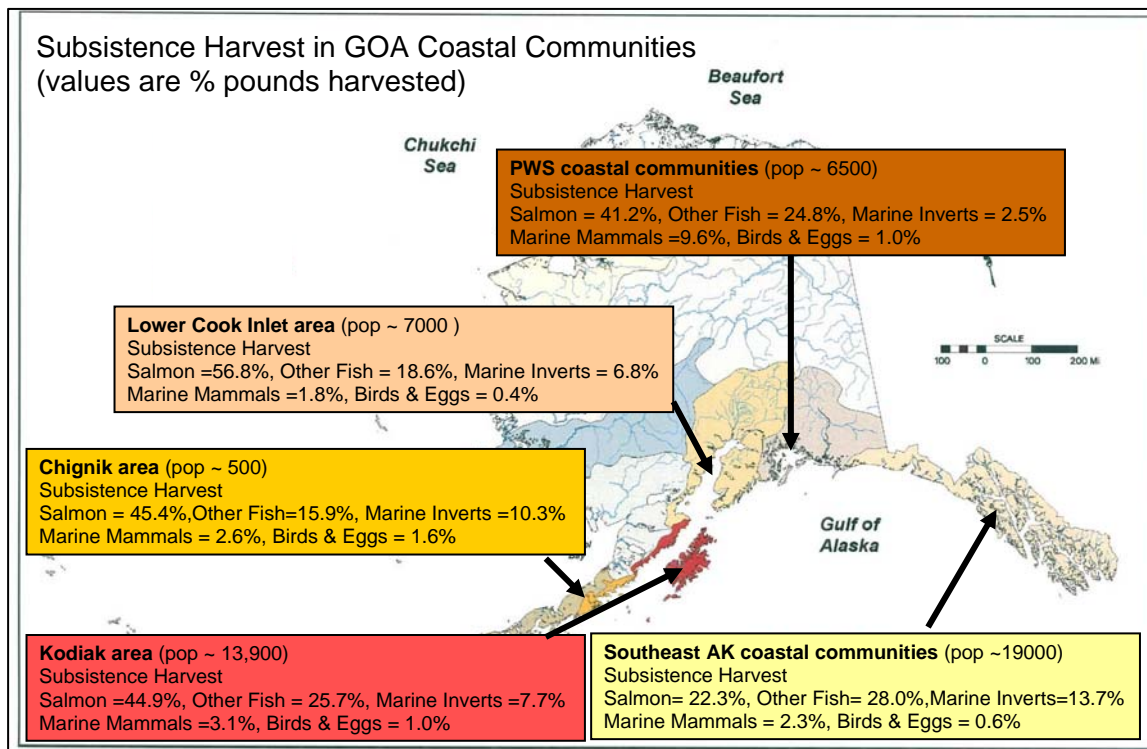 Subsistence Harvest in GOA Coastal Communities
(values are % pounds harvested)
Beaufort
Sea
Chukchi
Sea
PWS coastal communities (pop ~ 6500)
Subsistence Harvest
Salmon = 41.2%, Other Fish = 24.8%, Marine Inverts = 2.5%
Marine Mammals =9.6%, Birds & Eggs = 1.0%
Lower Cook Inlet area (pop ~ 7000 )
Subsistence Harvest
Salmon =56.8%, Other Fish = 18.6%, Marine Inverts = 6.8%
Marine Mammals =1.8%, Birds & Eggs = 0.4%
SCALE
100 0 100 200 Mi
Chignik area (pop ~ 500)
Subsistence Harvest
Salmon = 45.4%,Other Fish=15.9%, Marine Inverts =10.3%
Marine Mammals = 2.6%, Birds & Eggs = 1.6%
Gulf of
Alaska
Kodiak area (pop ~ 13,900)
Subsistence Harvest
Salmon =44.9%, Other Fish = 25.7%, Marine Inverts =7.7%
Marine Mammals =3.1%, Birds & Eggs = 1.0%
Southeast AK coastal communities (pop ~19000)
Subsistence Harvest
Salmon= 22.3%, Other Fish= 28.0%,Marine Inverts=13.7%
Marine Mammals = 2.3%, Birds & Eggs = 0.6%